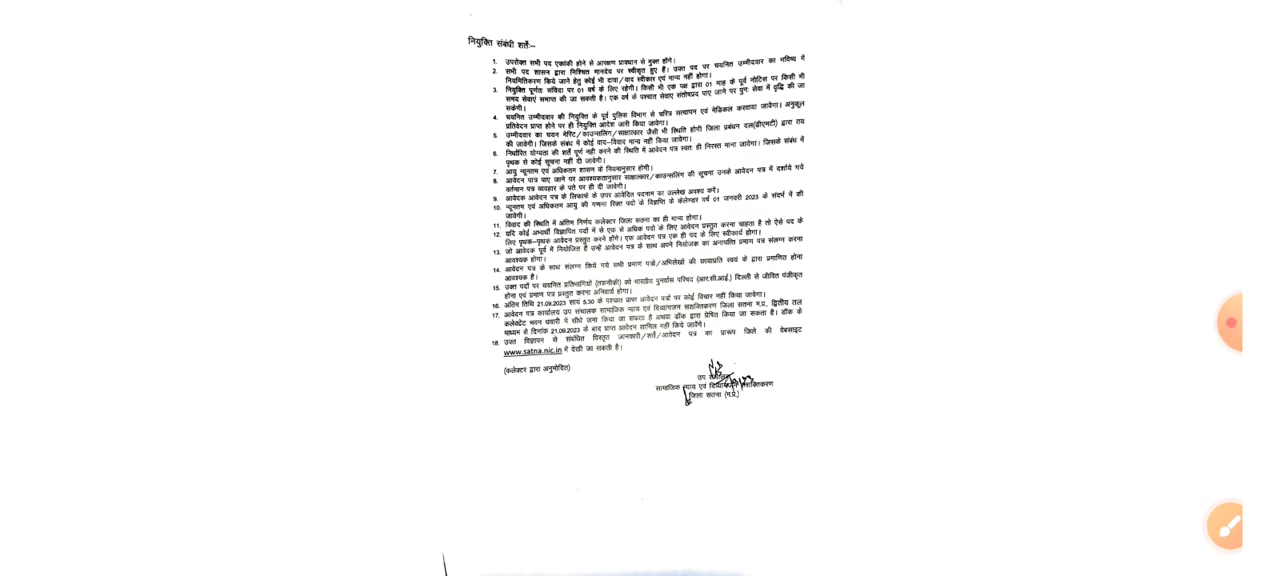 नियुक्ति संबंधी शर्तेः–
1. उपरोक्त सभी पद एकांकी होने से आरक्षण प्रावधान से मुक्त होंगे।
2. सभी पद शासन द्वारा निश्चित मानदेय पर स्वीकृत हुए हैं। उक्त पद पर चयनित उम्मीदवार का भविष्य में
नियमितिकरण किये जाने हेतु कोई भी दावा/वाद स्वीकार एवं मान्य नहीं होगा।
3. नियुक्ति पूर्णतः संविदा पर 01 वर्ष के लिए रहेगी। किसी भी एक पक्ष द्वारा 01 माह के पूर्व नोटिस पर किसी भी
समय सेवाएं समाप्त की जा सकती है। एक वर्ष के पश्चात सेवाएं संतोषप्रद पाए जाने पर पुनः सेवा में वृद्धि की जा
सकेगी।
4. चयनित उम्मीदवार की नियुक्ति के पूर्व पुलिस विभाग से चरित्र सत्यापन एवं मेडिकल करवाया जावेगा। अनुकूल
प्रतिवेदन प्राप्त होने पर ही नियुक्ति आदेश जारी किया जावेगा।
5. उम्मीदवार का चयन मेरिट/काउन्सलिंग/साक्षात्कार जैसी भी स्थिति होगी जिला प्रबंधन दल(डीएमटी) द्वारा तय
की जावेगी। जिसके संबंध में कोई वाद–विवाद मान्य नहीं किया जावेगा।
6. निर्धारित योग्यता की शर्तें पूर्ण नही करने की स्थिति में आवेदन पत्र स्वतः ही निरस्त माना जावेगा। जिसके संबंध में
पृथक से कोई सूचना नहीं दी जावेगी।
7. आयु न्यूनतम एवं अधिकतम शासन के नियमानुसार होगी।
8. आवेदन पात्र पाए जाने पर आवश्यकतानुसार साक्षात्कार/काउन्सलिंग की सूचना उनके आवेदन पत्र में दर्शाये गये
वर्तमान पत्र व्यवहार के पते पर ही दी जावेगी।
9. आवेदक आवेदन पत्र के लिफाफे के उपर आवेदित पदनाम का उल्लेख अवश्य करें।
10. न्यूनतम एवं अधिकतम आयु की गणना रिक्त पदो के विज्ञप्ति के केलेण्डर वर्ष 01 जनवरी 2023 के संदर्भ में की
जावेगी।
11. विवाद की स्थिति में अंतिम निर्णय कलेक्टर जिला सतना का ही मान्य होगा।
12. यदि कोई अभ्यर्थी विज्ञापित पदों में से एक से अधिक पदो के लिए आवेदन प्रस्तुत करना चाहता है तो ऐसे पद के
लिए पृथक–पृथक आवेदन प्रस्तुत करने होंगे। एक आवेदन पत्र एक ही पद के लिए स्वीकार्य होगा।
13. जो आवेदक पूर्व में नियोजित हैं उन्हें आवेदन पत्र के साथ अपने नियोजक का अनापत्ति प्रमाण पत्र संलग्न करना
आवश्यक होगा।
14. आवेदन पत्र के साथ संलग्न किये गये सभी प्रमाण पत्रों/अभिलेखों की छायाप्रति स्वयं के द्वारा प्रमाणित होना
आवश्यक है।
15. उक्त पदों पर चयनित प्रतिभागियों (तकनीकी) को भारतीय पुनर्वास परिषद (आर.सी.आई.) दिल्ली से जीवित पंजीकृत
होना एवं प्रमाण पत्र प्रस्तुत करना अनिवार्य होगा।
16. अंतिम तिथि 21.09.2023 सायं 5.30 के पश्चात प्राप्त आवेदन पत्रों पर कोई विचार नहीं किया जावेगा।
17. आवेदन पत्र कार्यालय उप संचालक सामाजिक न्याय एवं दिव्यांगजन सशक्तिकरण जिला सतना म.प्र. द्वितीय तल
कलेक्ट्रेट भवन धवारी में सीधे जमा किया जा सकता है अथवा डॉक द्वारा प्रेषित किया जा सकता है। डॉक के
माध्यम से दिनांक 21.09.2023 के बाद प्राप्त आवेदन शामिल नहीं किये जायेंगे।
18. उक्त विज्ञापन से संबंधित विस्तृत जानकारी/शर्तें/आवेदन पत्र का प्रारूप जिले की वेबसाइट
www.satna.nic.in में देखी जा सकती है।
(कलेक्टर द्वारा अनुमोदित)
उप संचालक
सामाजिक न्याय एवं दिव्यांगजन सशक्तिकरण
जिला सतना (म.प्र.)